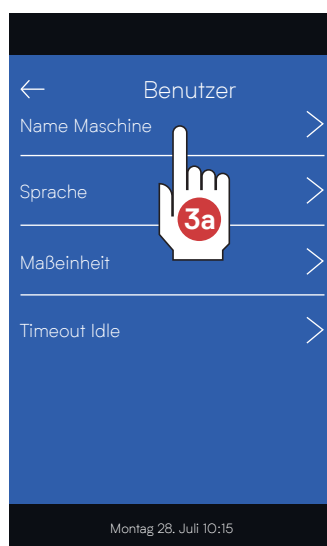 Benutzer
Name Maschine
Sprache
3a
Maßeinheit
Timeout Idle
Montag 28. Juli 10:15